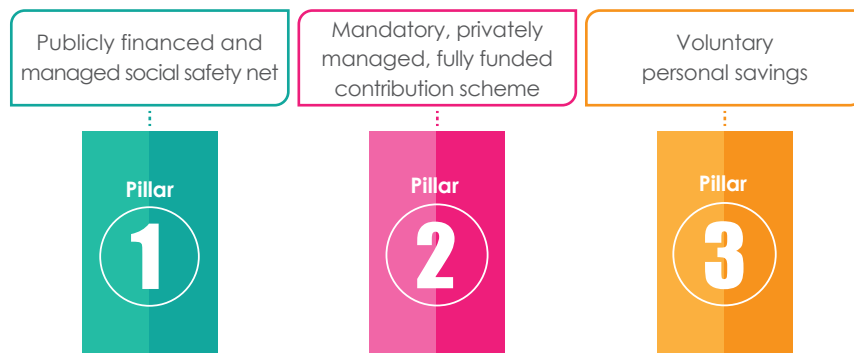 Publicly financed and
managed social safety net
Mandatory, privately
managed, fully funded
contribution scheme
Voluntary
personal savings
Pillar
1
Pillar
2
Pillar
3